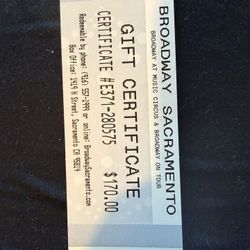 BROADWAY SACRAMENTO
BROADWAY AT MUSIC CIRCUS & BROADWAY ON TOUR
GIFT CERTIFICATE
CERTIFICATE #E371-280575
$170.00
Redeemable by phone: (916) 557-1999 or online: BroadwaySacramento.com
Box Office: 1419 H Street, Sacramento CA 95814